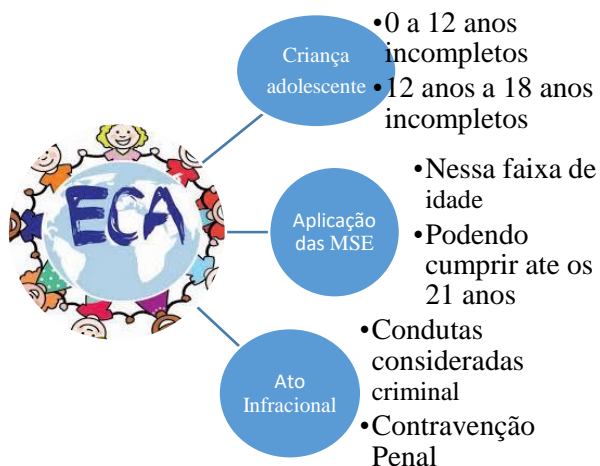 ECA
Criança
adolescente
•0 a 12 anos
incompletos
•12 anos a 18 anos
incompletos
Aplicação
das MSE
•Nessa faixa de
idade
•Podendo
cumprir ate os
21 anos
Ato
Infracional
•Condutas
consideradas
criminal
•Contravenção
Penal